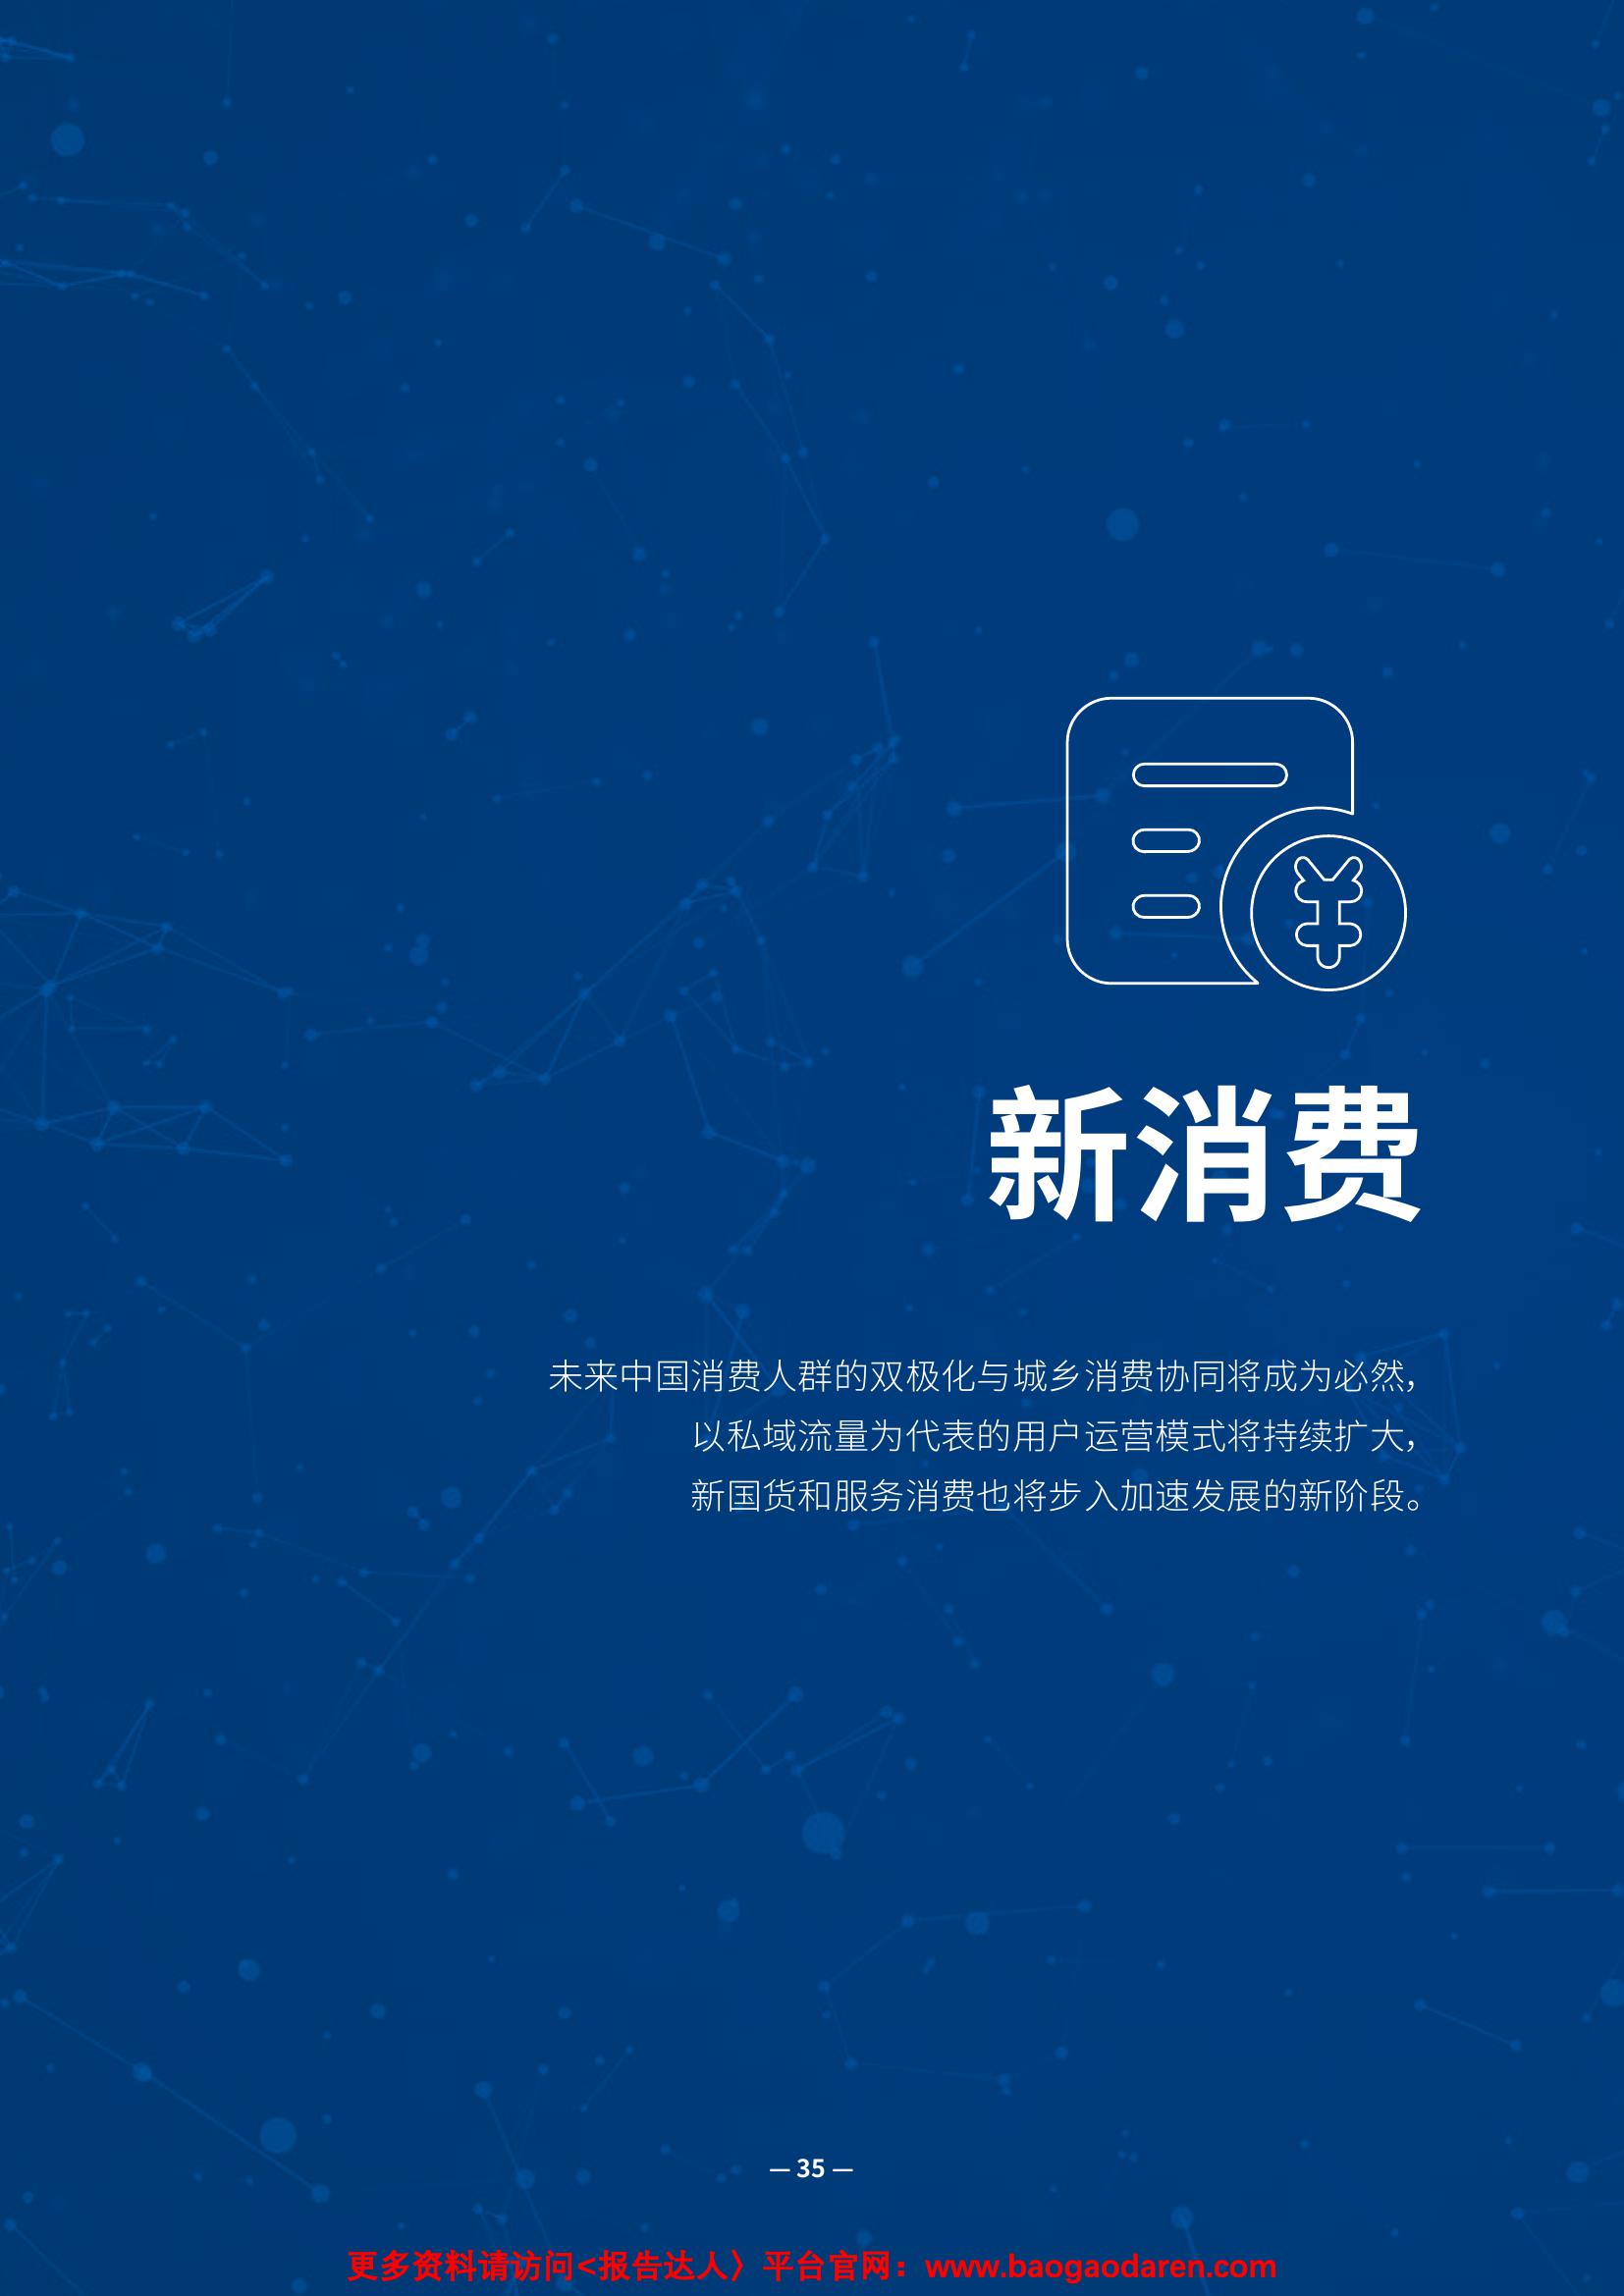 新消费
未来中国消费人群的双极化与城乡消费协同将成为必然，
以私域流量为代表的用户运营模式将持续扩大，
新国货和服务消费也将步入加速发展的新阶段。
— 35 —
更多资料请访问<报告达人〉平台官网：www.baogaodaren.com